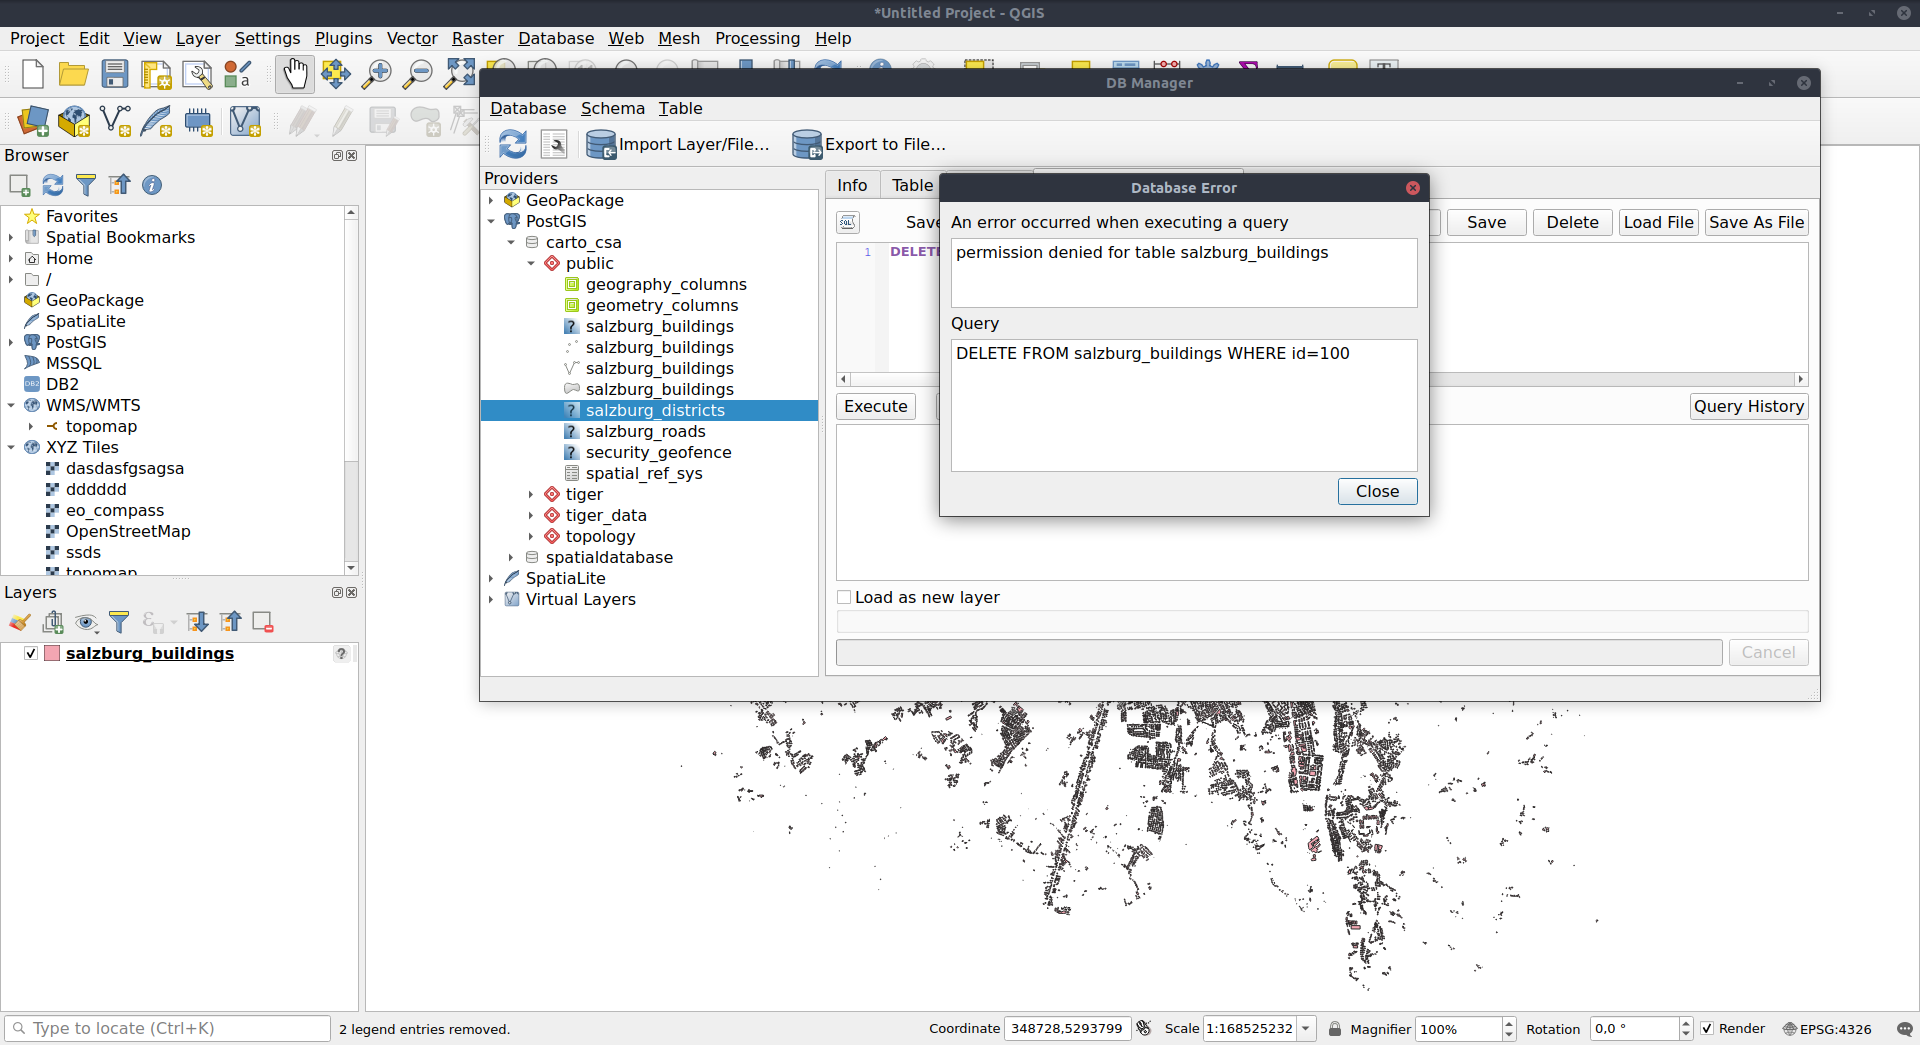 *Untitled Project - QGIS
Project Edit View Layer Settings Plugins Vector Raster Database Web Mesh Processing Help
DB Manager
Database Schema Table
Import Layer/File... Export to File...
Browser
Favorites
Spatial Bookmarks
Home
/
GeoPackage
SpatiaLite
PostGIS
MSSQL
DB2
WMS/WMTS
topomap
XYZ Tiles
dasdasfgsagsa
dddddd
eo_compass
OpenStreetMap
ssds
topomap
Layers
salzburg_buildings
?
Providers
GeoPackage
PostGIS
carto_csa
public
geography_columns
geometry_columns
salzburg_buildings
salzburg_buildings
salzburg_buildings
salzburg_buildings
salzburg_districts
salzburg_roads
security_geofence
spatial_ref_sys
tiger
tiger_data
topology
spatialdatabase
SpatiaLite
Virtual Layers
Info Table
Save
Save Delete Load File Save As File
1 DELETE
Execute Query History
Load as new layer
Cancel
Database Error
An error occurred when executing a query
permission denied for table salzburg_buildings
Query
DELETE FROM salzburg_buildings WHERE id=100
Close
Type to locate (Ctrl+K) 2 legend entries removed. Coordinate 348728,5293799 Scale 1:168525232 Magnifier 100% Rotation 0,0 ° Render EPSG:4326